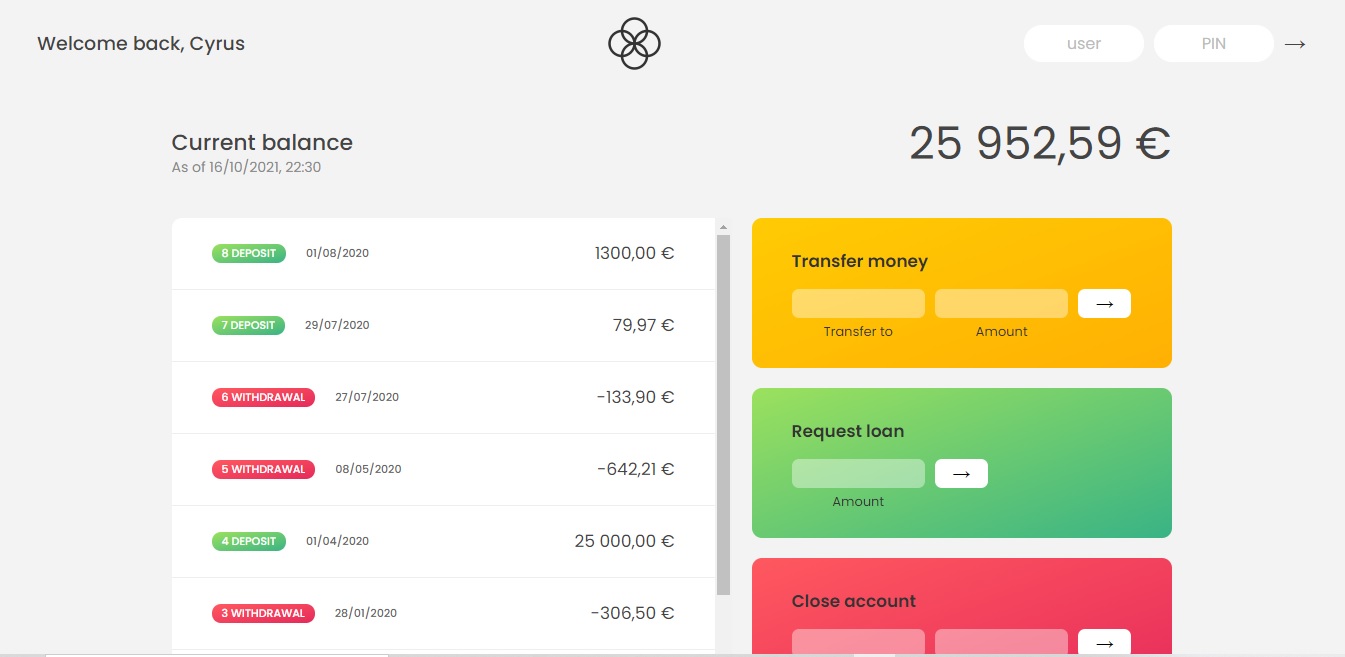 Welcome back, Cyrus
user PIN →
Current balance
As of 16/10/2021, 22:30
25 952,59 €
8 DEPOSIT 01/08/2020 1300,00 €
7 DEPOSIT 29/07/2020 79,97 €
6 WITHDRAWAL 27/07/2020 -133,90 €
5 WITHDRAWAL 08/05/2020 -642,21 €
4 DEPOSIT 01/04/2020 25 000,00 €
3 WITHDRAWAL 28/01/2020 -306,50 €
Transfer money
→
Transfer to Amount
Request loan
→
Amount
Close account
→